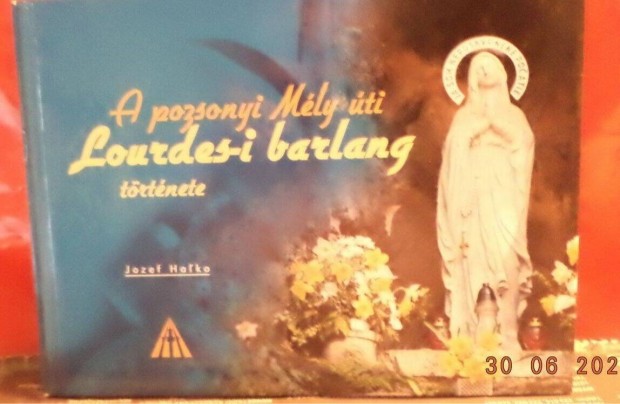 A pozsonyi Mély úti
Lourdes-i barlang
története
Jozef Haľko
30 06 202